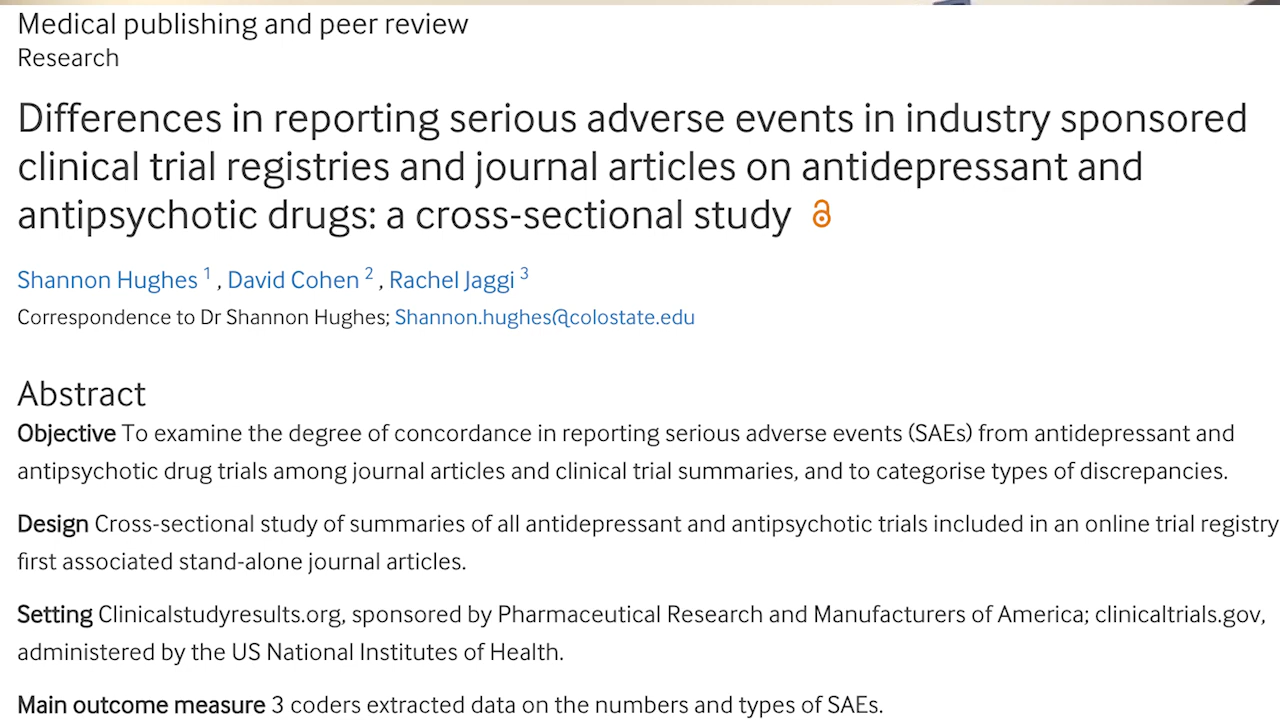 Medical publishing and peer review
Research
Differences in reporting serious adverse events in industry sponsored
clinical trial registries and journal articles on antidepressant and
antipsychotic drugs: a cross-sectional study
Shannon Hughes 1 , David Cohen 2 , Rachel Jaggi 3
Correspondence to Dr Shannon Hughes; Shannon.hughes@colostate.edu
Abstract
Objective To examine the degree of concordance in reporting serious adverse events (SAEs) from antidepressant and
antipsychotic drug trials among journal articles and clinical trial summaries, and to categorise types of discrepancies.
Design Cross-sectional study of summaries of all antidepressant and antipsychotic trials included in an online trial registry
first associated stand-alone journal articles.
Setting Clinicalstudyresults.org, sponsored by Pharmaceutical Research and Manufacturers of America; clinicaltrials.gov,
administered by the US National Institutes of Health.
Main outcome measure 3 coders extracted data on the numbers and types of SAEs.